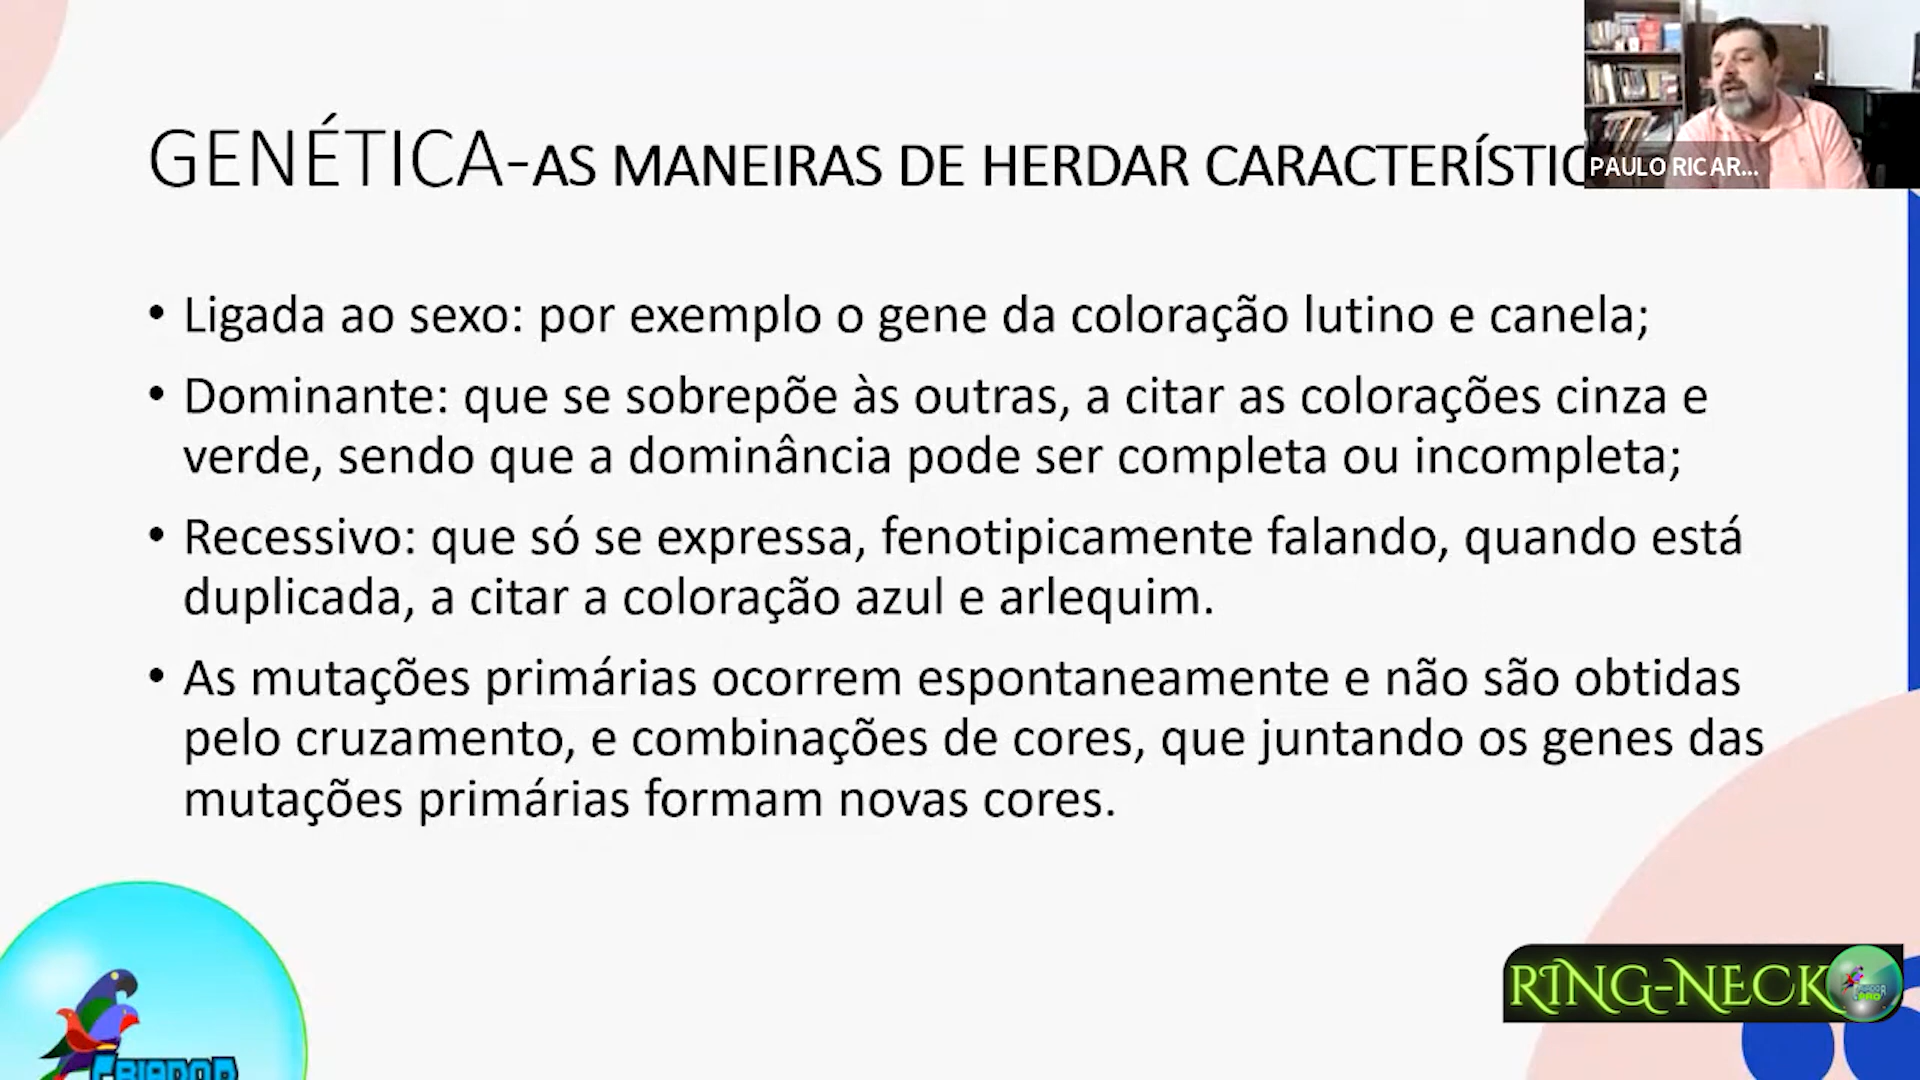 GENÉTICA-AS MANEIRAS DE HERDAR CARACTERÍSTIC
PAULO RICAR...
• Ligada ao sexo: por exemplo o gene da coloração lutino e canela;
• Dominante: que se sobrepõe às outras, a citar as colorações cinza e
verde, sendo que a dominância pode ser completa ou incompleta;
• Recessivo: que só se expressa, fenotipicamente falando, quando está
duplicada, a citar a coloração azul e arlequim.
• As mutações primárias ocorrem espontaneamente e não são obtidas
pelo cruzamento, e combinações de cores, que juntando os genes das
mutações primárias formam novas cores.
RING-NECK
CRIADOR